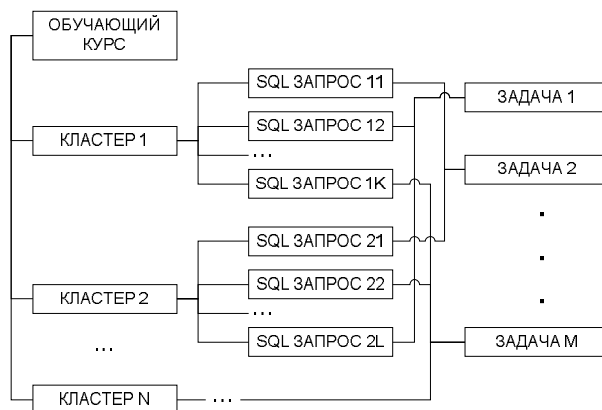 ОБУЧАЮЩИЙ
КУРС
КЛАСТЕР 1
SQL ЗАПРОС 11
SQL ЗАПРОС 12
...
SQL ЗАПРОС 1K
КЛАСТЕР 2
SQL ЗАПРОС 21
SQL ЗАПРОС 22
...
SQL ЗАПРОС 2L
...
КЛАСТЕР N
...
ЗАДАЧА 1
ЗАДАЧА 2
.
.
.
ЗАДАЧА M